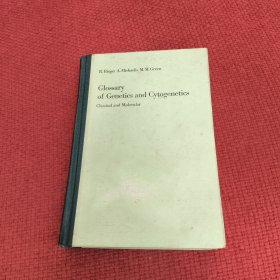 R. Rieger A. Michaelis M. M. Green
Glossary
of Genetics and Cytogenetics
Classical and Molecular